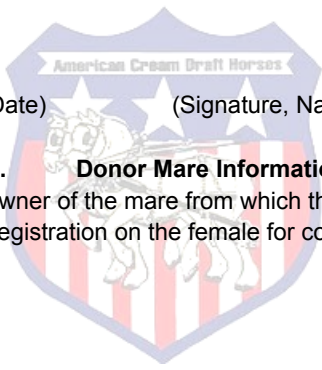 American Cream Draft Horses
Date) (Signature, Na
. Donor Mare Informatio
wner of the mare from which th
egistration on the female for co